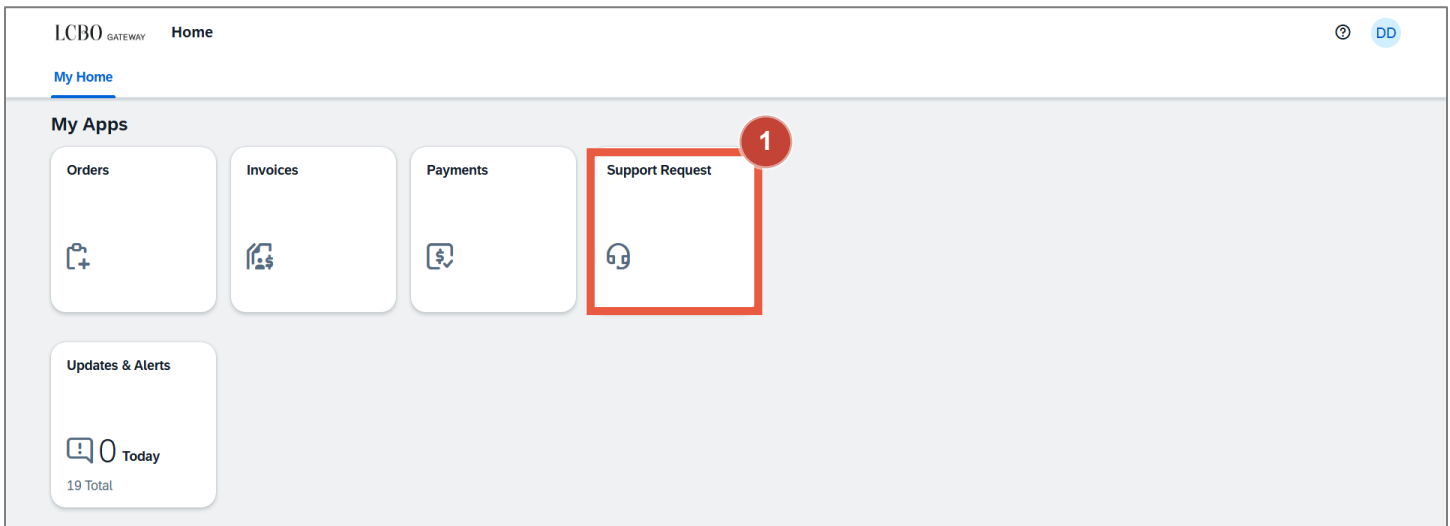 LCBO GATEWAY Home
DD
My Home
My Apps
1
Orders
Invoices
Payments
Support Request
Updates & Alerts
0 Today
19 Total